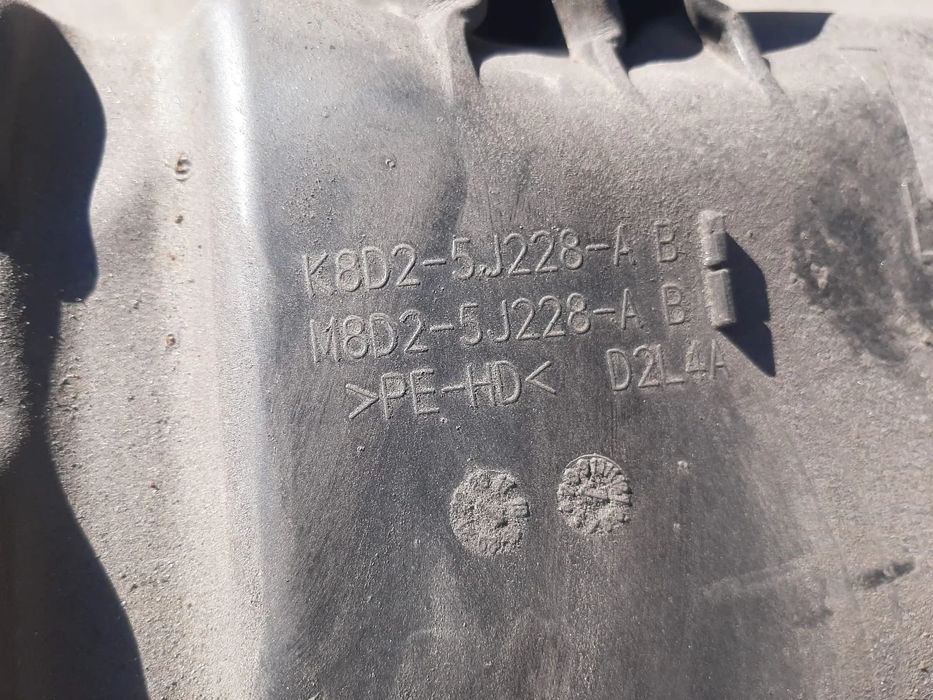 K8D2-5J228-A B
M8D2-5J228-A B
>PE-HD< D2L4A